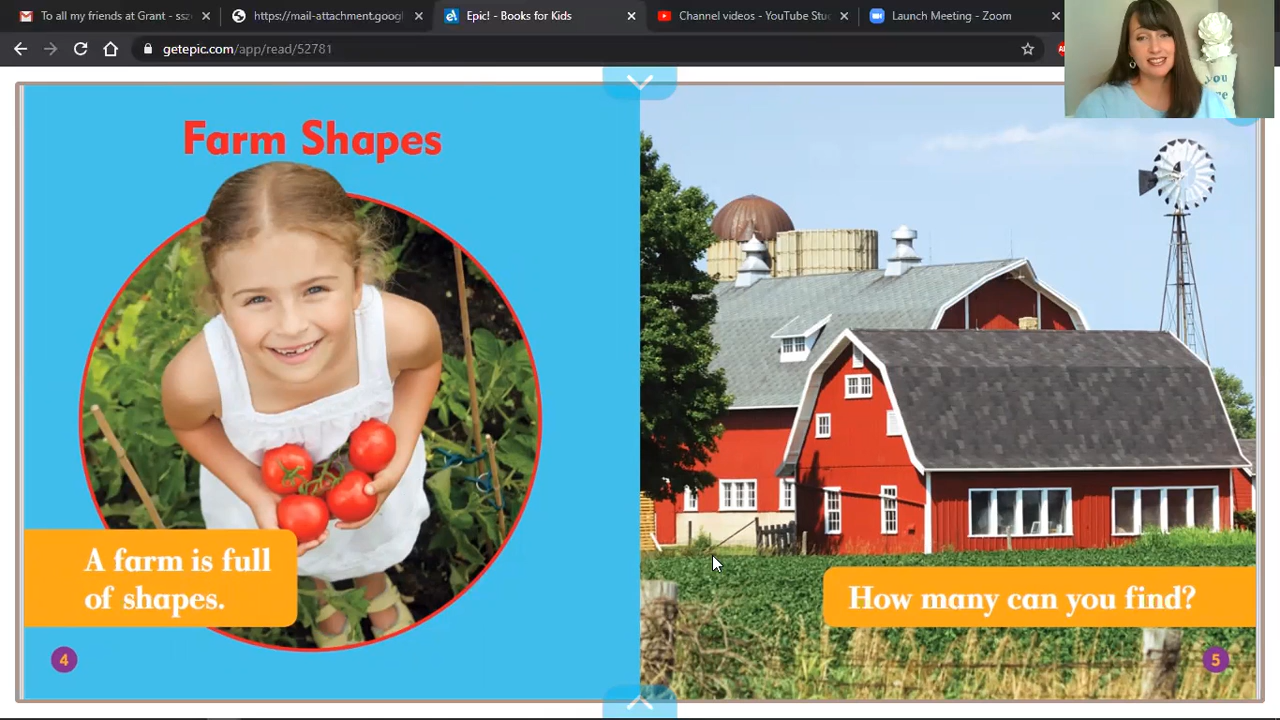 To all my friends at Grant - ssz
https://mail-attachment.googl
Epic! - Books for Kids
Channel videos - YouTube Stu
Launch Meeting - Zoom
getepic.com/app/read/52781
Farm Shapes
A farm is full
of shapes.
How many can you find?
4
5